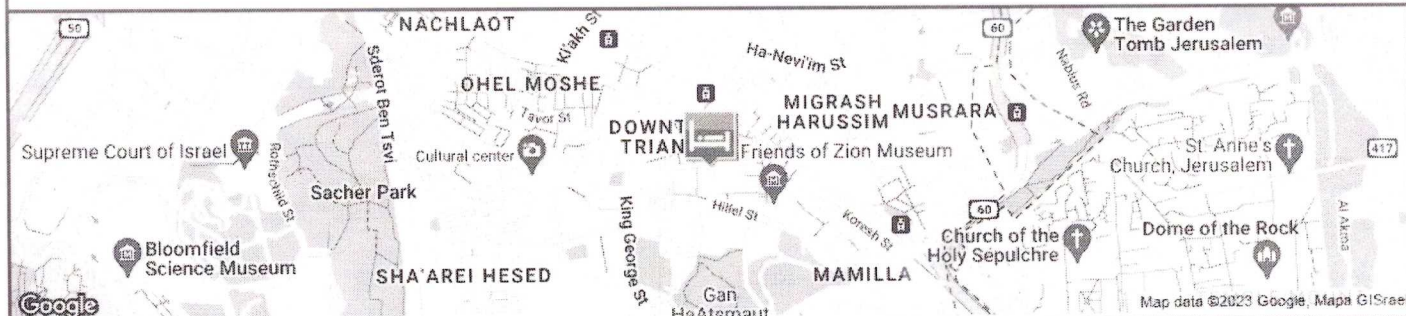 50
NACHLAOT
Ki'akh St
Ha-Nevi'im St
60
The Garden
Tomb Jerusalem
Sderot Ben Tsvi
OHEL MOSHE
Tavor St
Nablus Rd
MIGRASH
HARUSSIM
MUSRARA
DOWNT
TRIAN
Supreme Court of Israel
Rothschild St
Cultural center
Friends of Zion Museum
St. Anne's
Church, Jerusalem
417
Sacher Park
Hillel St
King George St
Koresh St
60
Church of the
Holy Sepulchre
Dome of the Rock
Bloomfield
Science Museum
SHA'AREI HESED
MAMILLA
Gan
HaAtsmaut
Google
Map data ©2023 Google, Mapa GISrael